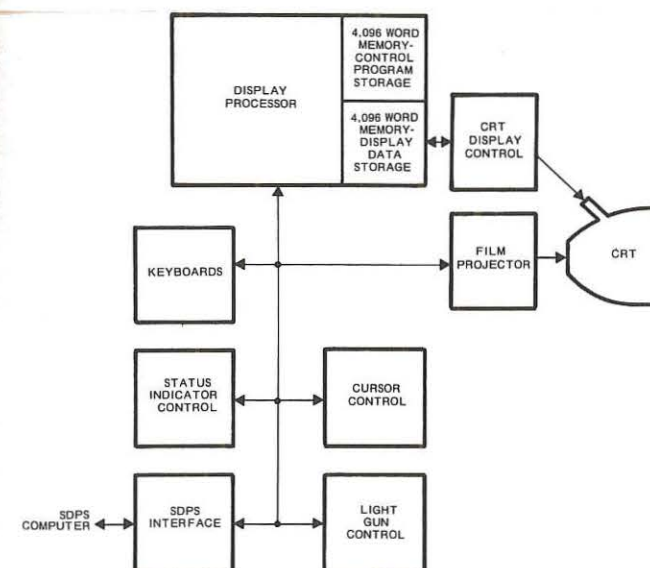 DISPLAY
PROCESSOR
4,096 WORD
MEMORY-
CONTROL
PROGRAM
STORAGE
4,096 WORD
MEMORY-
DISPLAY
DATA
STORAGE
CRT
DISPLAY
CONTROL
KEYBOARDS
FILM
PROJECTOR
CRT
STATUS
INDICATOR
CONTROL
CURSOR
CONTROL
SDPS
COMPUTER
SDPS
INTERFACE
LIGHT
GUN
CONTROL